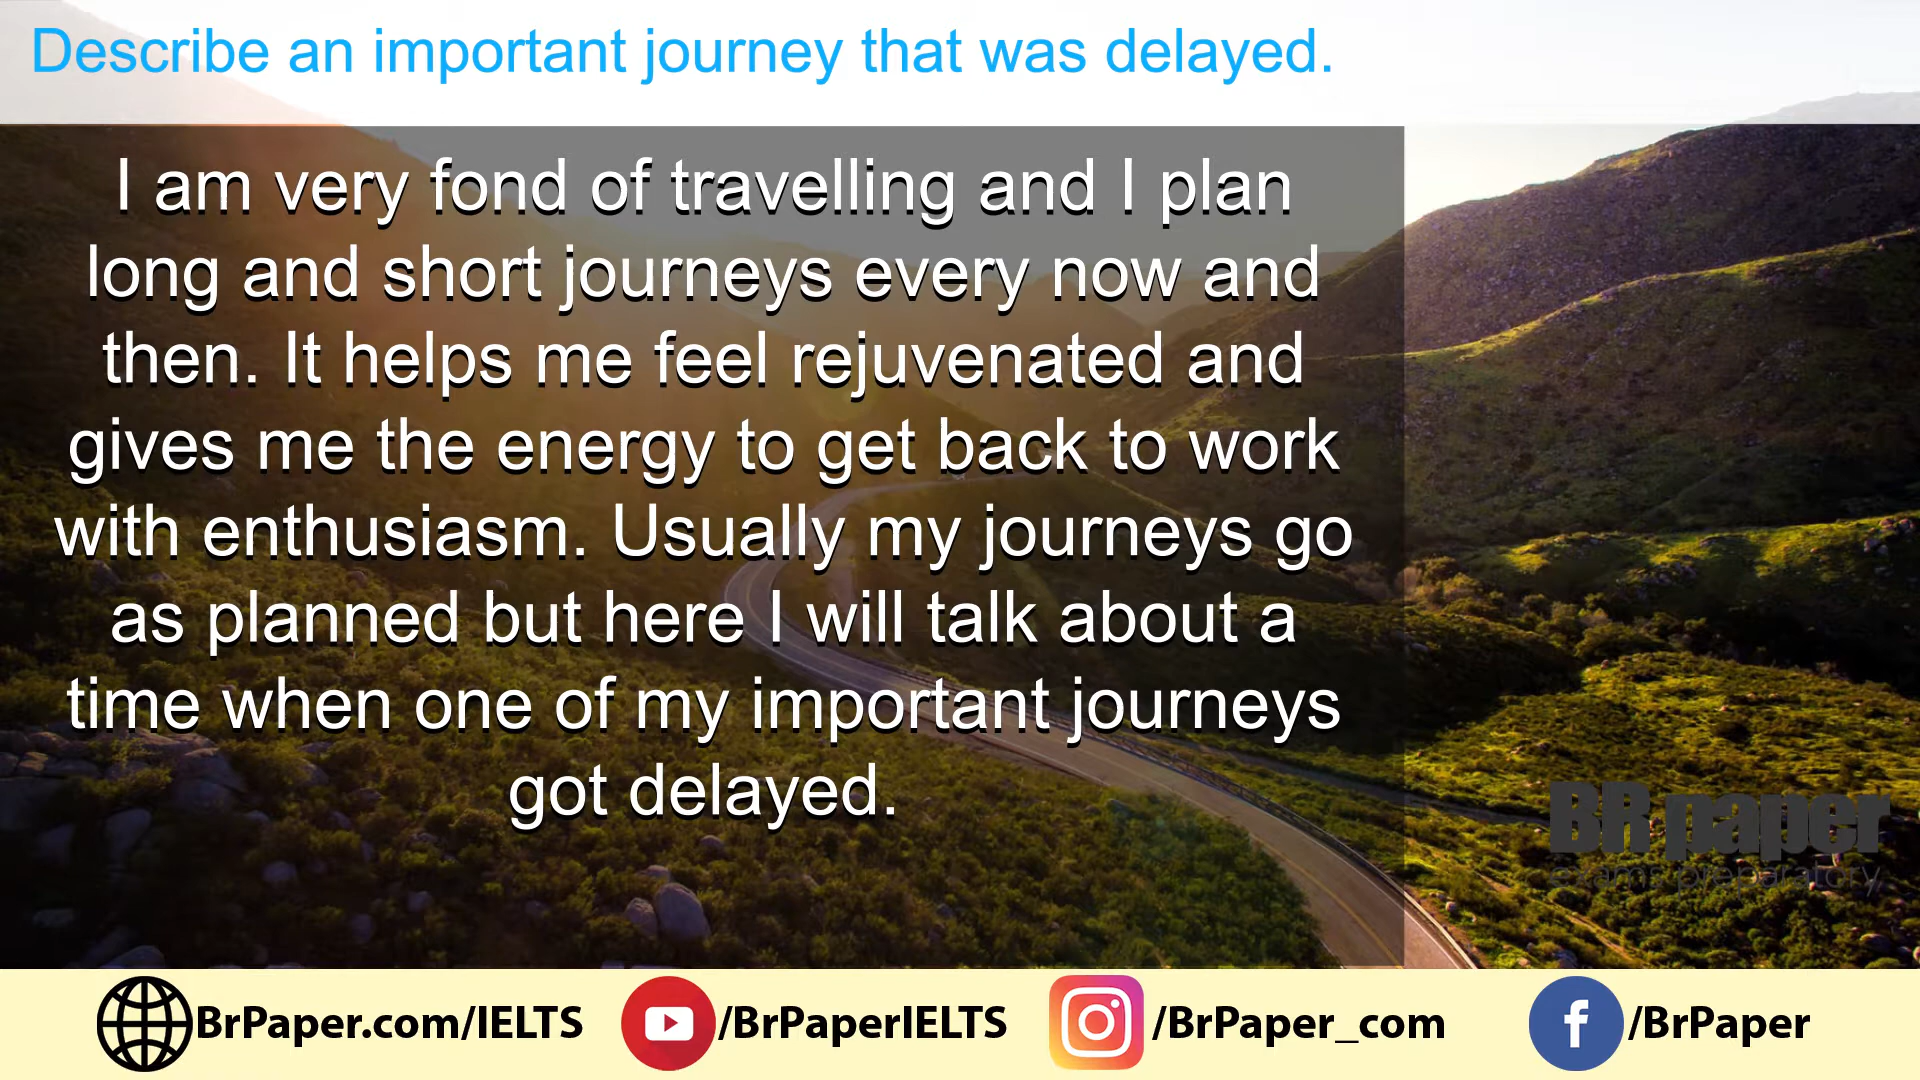 Describe an important journey that was delayed.
I am very fond of travelling and I plan
long and short journeys every now and
then. It helps me feel rejuvenated and
gives me the energy to get back to work
with enthusiasm. Usually my journeys go
as planned but here I will talk about a
time when one of my important journeys
got delayed.
BR paper
exams preparatory
BrPaper.com/IELTS
/BrPaperIELTS
/BrPaper_com
/BrPaper